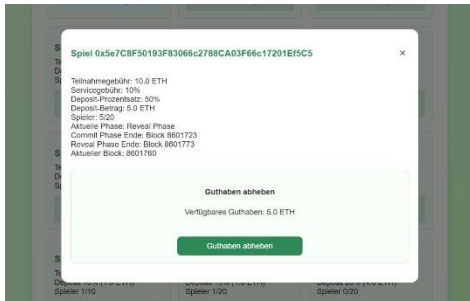 Spiel 0x5e7C8F50193F83066c2788CA03F66c17201Ef5C5
×
Teilnahmegebühr: 10.0 ETH
Servicegebühr: 10%
Deposit-Prozentsatz: 50%
Deposit-Betrag: 5.0 ETH
Spieler: 5/20
Aktuelle Phase: Reveal Phase
Commit Phase Ende: Block 8601723
Reveal Phase Ende: Block 8601773
Aktueller Block: 8601760
Guthaben abheben
Verfügbares Guthaben: 5.0 ETH
Guthaben abheben
Spieler 1/10
Spieler 1/20
Spieler 0/20